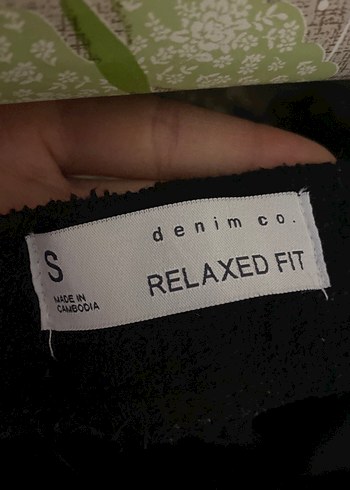 denim co.
S
RELAXED FIT
MADE IN
CAMBODIA